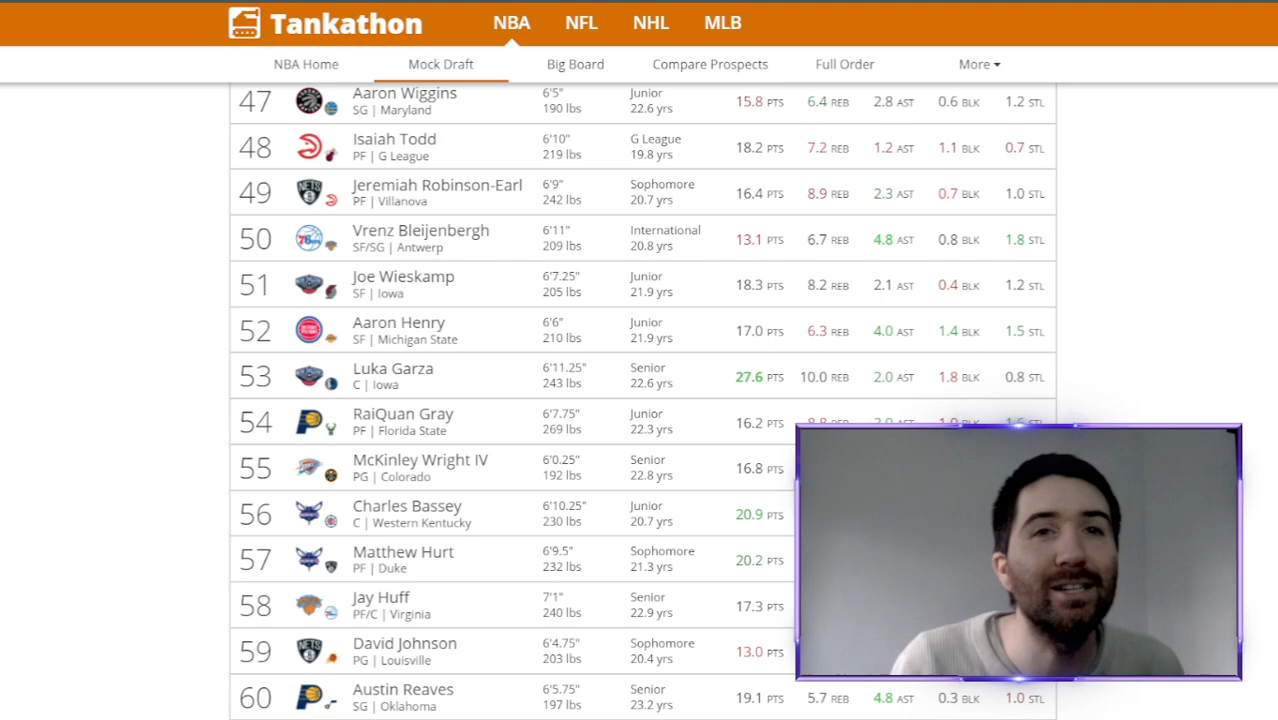 Tankathon NBA NFL NHL MLB
NBA Home Mock Draft Big Board Compare Prospects Full Order More
47 Aaron Wiggins 6'5" Junior 15.8 PTS 6.4 REB 2.8 AST 0.6 BLK 1.2 STL
SG | Maryland 190 lbs 22.6 yrs
48 Isaiah Todd 6'10" G League 18.2 PTS 7.2 REB 1.2 AST 1.1 BLK 0.7 STL
PF | G League 219 lbs 19.8 yrs
49 NETS Jeremiah Robinson-Earl 6'9" Sophomore 16.4 PTS 8.9 REB 2.3 AST 0.7 BLK 1.0 STL
PF | Villanova 242 lbs 20.7 yrs
50 76ers Vrenz Bleijenbergh 6'11" International 13.1 PTS 6.7 REB 4.8 AST 0.8 BLK 1.8 STL
SF/SG | Antwerp 209 lbs 20.8 yrs
51 Joe Wieskamp 6'7.25" Junior 18.3 PTS 8.2 REB 2.1 AST 0.4 BLK 1.2 STL
SF | Iowa 205 lbs 21.9 yrs
52 Aaron Henry 6'6" Junior 17.0 PTS 6.3 REB 4.0 AST 1.4 BLK 1.5 STL
SF | Michigan State 210 lbs 21.9 yrs
53 Luka Garza 6'11.25" Senior 27.6 PTS 10.0 REB 2.0 AST 1.8 BLK 0.8 STL
C | Iowa 243 lbs 22.6 yrs
54 RaiQuan Gray 6'7.75" Junior 16.2 PTS
PF | Florida State 269 lbs 22.3 yrs
55 McKinley Wright IV 6'0.25" Senior 16.8 PTS
PG | Colorado 192 lbs 22.8 yrs
56 Charles Bassey 6'10.25" Junior 20.9 PTS
C | Western Kentucky 230 lbs 20.7 yrs
57 Matthew Hurt 6'9.5" Sophomore 20.2 PTS
PF | Duke 232 lbs 21.3 yrs
58 Jay Huff 7'1" Senior 17.3 PTS
PF/C | Virginia 240 lbs 22.9 yrs
59 NETS David Johnson 6'4.75" Sophomore 13.0 PTS
PG | Louisville 203 lbs 20.4 yrs
60 Austin Reaves 6'5.75" Senior 19.1 PTS 5.7 REB 4.8 AST 0.3 BLK 1.0 STL
SG | Oklahoma 197 lbs 23.2 yrs